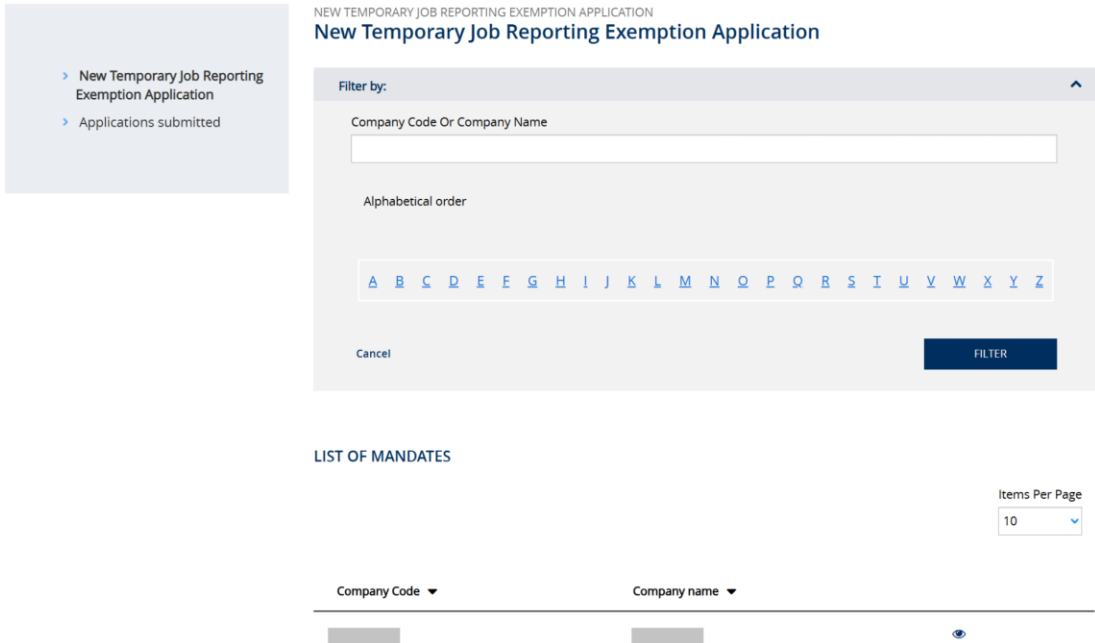 New Temporary Job Reporting
Exemption Application
Applications submitted
NEW TEMPORARY JOB REPORTING EXEMPTION APPLICATION
New Temporary Job Reporting Exemption Application
Filter by:
Company Code Or Company Name
Alphabetical order
A B C D E F G H I J K L M N O P Q R S T U V W X Y Z
Cancel FILTER
LIST OF MANDATES
Items Per Page
10
Company Code Company name